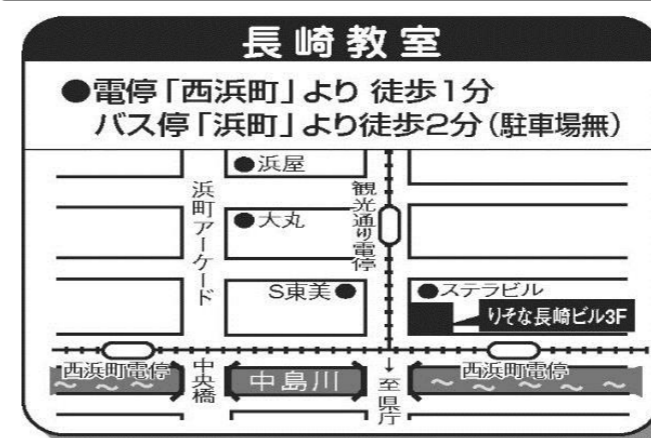 長崎教室
●電停「西浜町」より 徒歩1分
バス停「浜町」より徒歩2分(駐車場無)
●浜屋
浜町アーケード
観光通り電停
●大丸
S東美●
●ステラビル
りそな長崎ビル3F
西浜町電停
中央橋
中島川
↓至県庁
西浜町電停